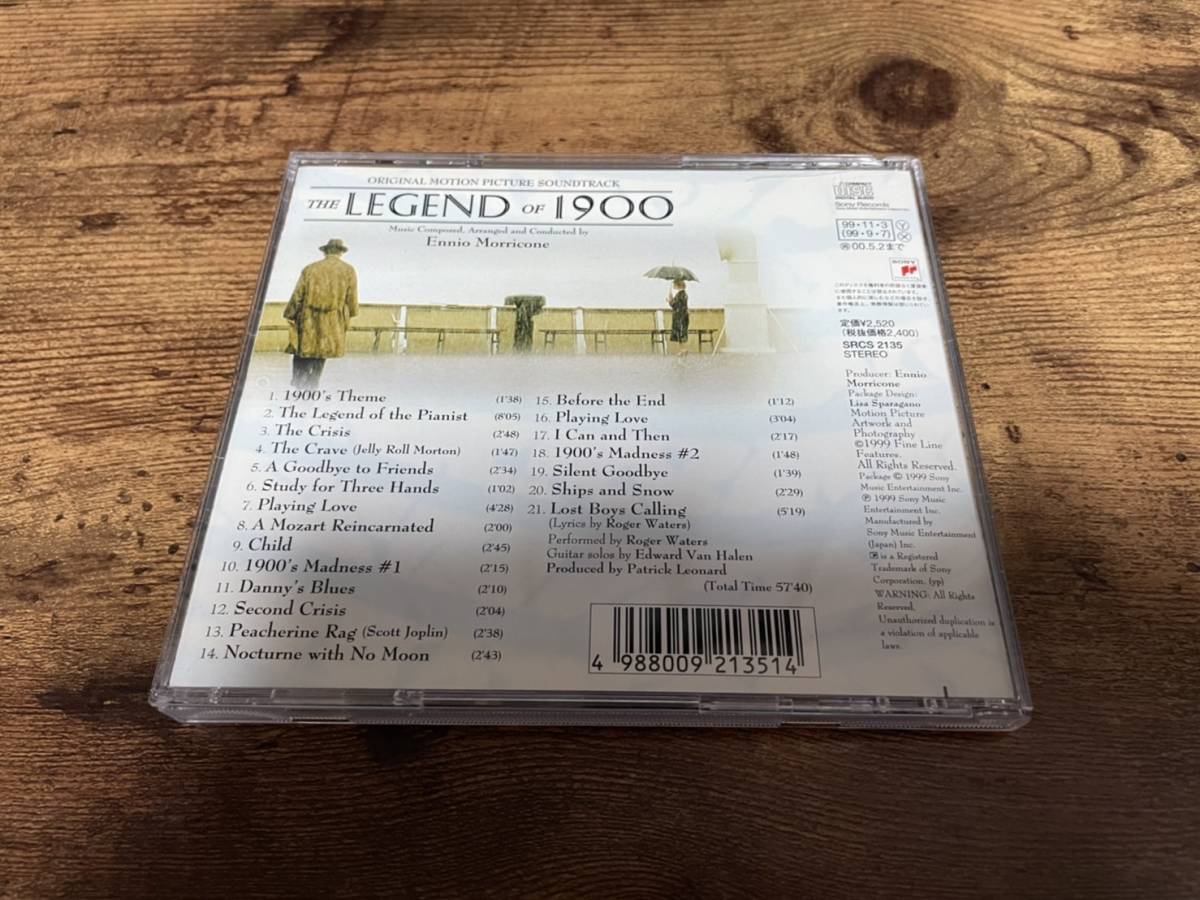 ORIGINAL MOTION PICTURE SOUNDTRACK
THE LEGEND OF 1900
Music Composed, Arranged and Conducted by
Ennio Morricone
1. 1900's Theme (1'38)
2. The Legend of the Pianist (8'05)
3. The Crisis (2'48)
4. The Crave (Jelly Roll Morton) (1'47)
5. A Goodbye to Friends (2'34)
6. Study for Three Hands (1'02)
7. Playing Love (4'28)
8. A Mozart Reincarnated (2'00)
9. Child (2'45)
10. 1900's Madness #1 (2'15)
11. Danny's Blues (2'10)
12. Second Crisis (2'04)
13. Peacherine Rag (Scott Joplin) (2'38)
14. Nocturne with No Moon (2'43)
15. Before the End (1'12)
16. Playing Love (3'04)
17. I Can and Then (2'17)
18. 1900's Madness #2 (1'48)
19. Silent Goodbye (1'39)
20. Ships and Snow (2'29)
21. Lost Boys Calling (5'19)
(Lyrics by Roger Waters)
Performed by Roger Waters
Guitar solos by Edward Van Halen
Produced by Patrick Leonard
(Total Time 57'40)
4 988009 213514
COMPACT
DISC
DIGITAL AUDIO
Sony Records
99・11・3 Y
(99・9・7) X
00.5.2まで
SONY
定価¥2,520
(税抜価格2,400)
SRCS 2135
STEREO
Producer: Ennio
Morricone
Package Design:
Lisa Sparagano
Motion Picture
Artwork and
Photography
©1999 Fine Line
Features.
All Rights Reserved.
Package © 1999 Sony
Music Entertainment Inc.
℗ 1999 Sony Music
Entertainment Inc.
Manufactured by
Sony Music Entertainment
(Japan) Inc.
is a Registered
Trademark of Sony
Corporation. (yp)
WARNING: All Rights
Reserved.
Unauthorized duplication is
a violation of applicable
laws.